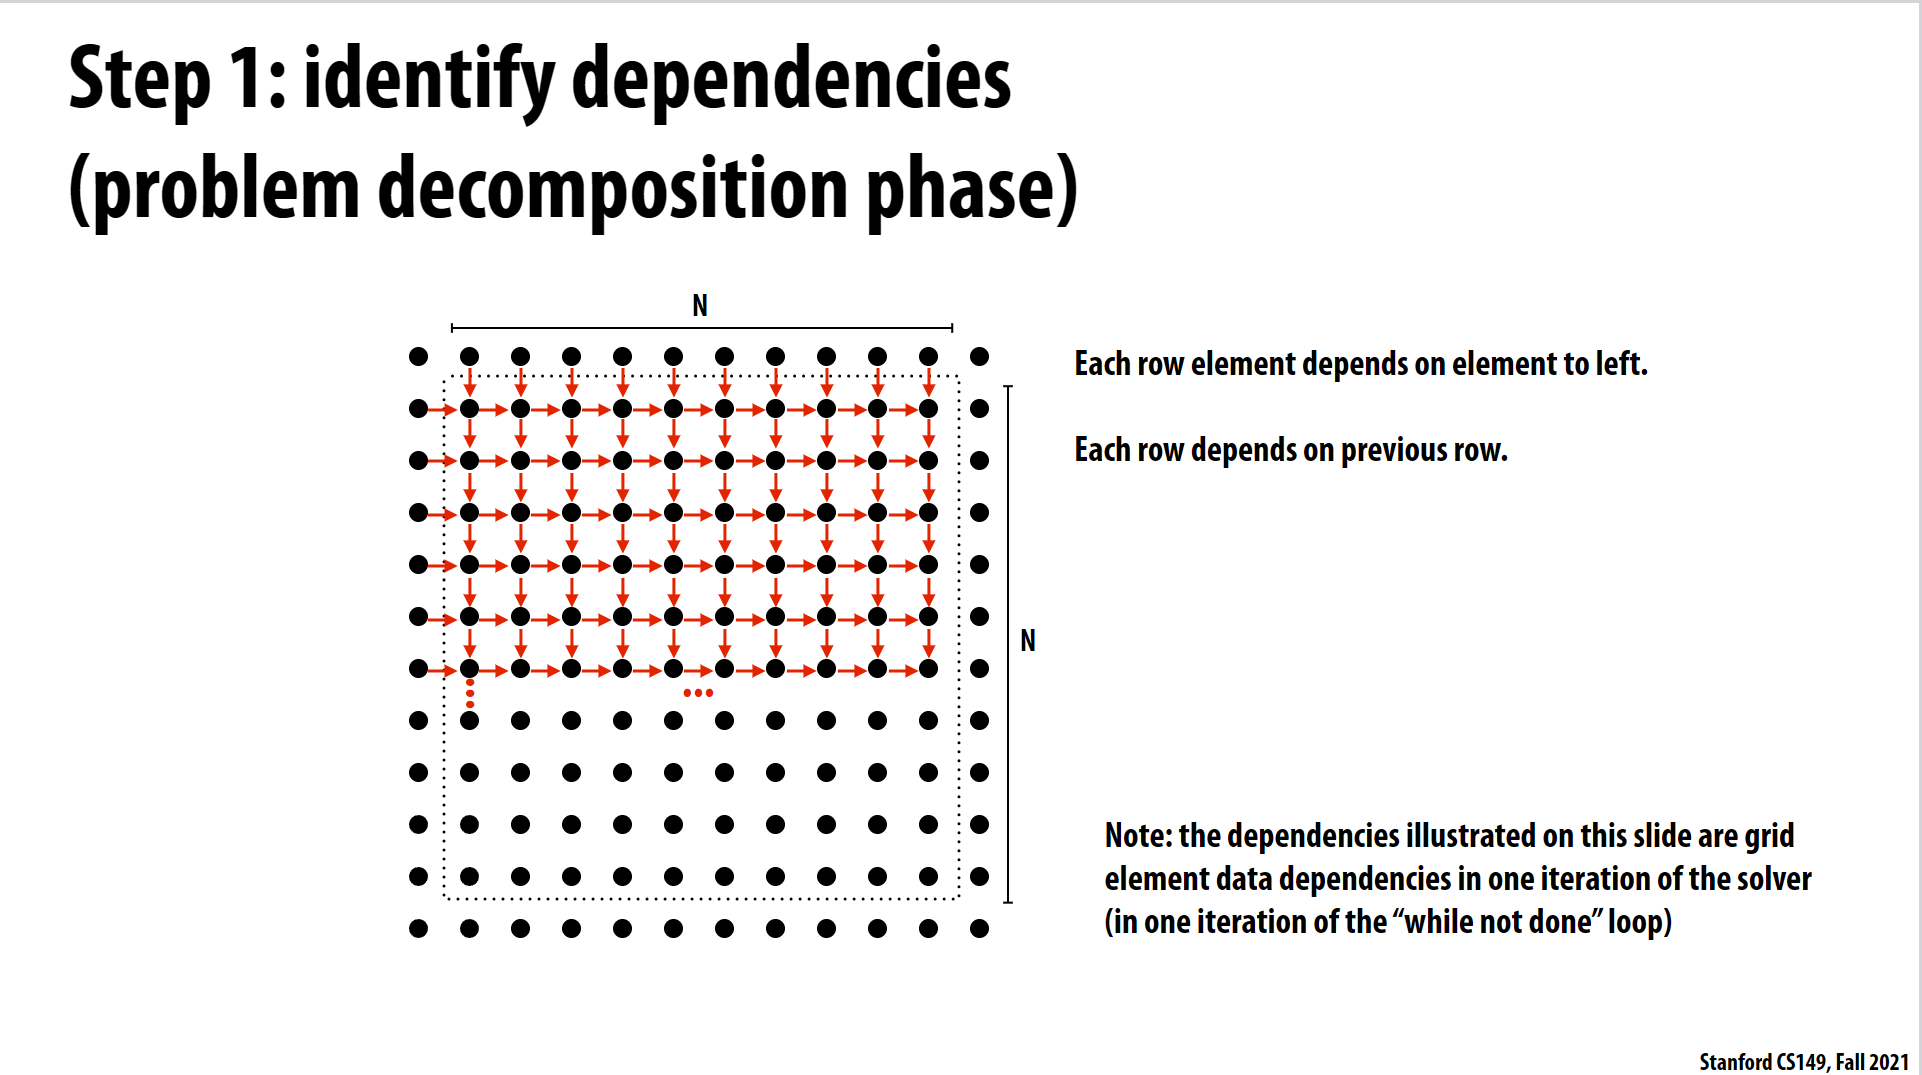 Step 1: identify dependencies
(problem decomposition phase)
N
Each row element depends on element to left.
Each row depends on previous row.
N
Note: the dependencies illustrated on this slide are grid
element data dependencies in one iteration of the solver
(in one iteration of the “while not done” loop)
Stanford CS149, Fall 2021